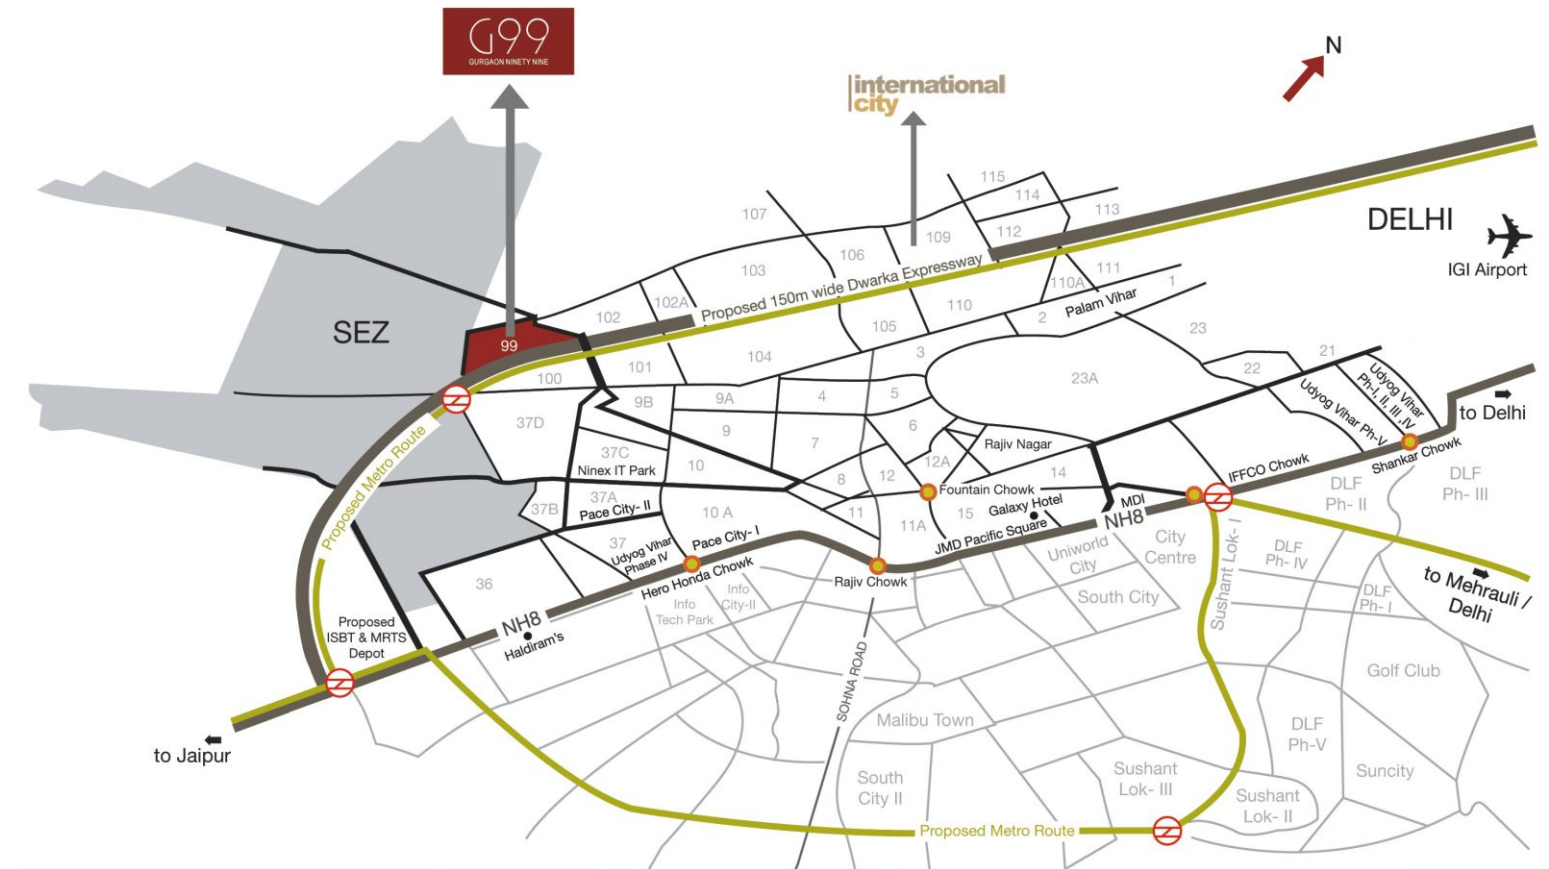 G99
GURGAON NINETY NINE
international
city
N
DELHI
IGI Airport
SEZ
115
114
113
107
112
109
106
103
111
110A
1
102A
Proposed 150m wide Dwarka Expressway
110
Palam Vihar
102
105
2
23
99
104
3
21
101
22
100
23A
9B
9A
4
5
Udyog Vihar Ph-V
Udyog Vihar
Ph-I, II, III ,IV
to Delhi
37D
9
6
7
Rajiv Nagar
Shankar Chowk
37C
Ninex IT Park
10
12A
IFFCO Chowk
DLF
Ph- III
8
12
14
DLF
Ph- II
Proposed Metro Route
37A
Pace City- II
37B
Fountain Chowk
Galaxy Hotel
MDI
10 A
11
11A
15
NH8
JMD Pacific Square
Pace City- I
37
Udyog Vihar
Phase IV
Uniworld
City
City
Centre
Sushant Lok- I
DLF
Ph- IV
Hero Honda Chowk
Rajiv Chowk
36
Info
City-II
Info
Tech Park
South City
DLF
Ph- I
to Mehrauli /
Delhi
NH8
Haldiram's
Proposed
ISBT & MRTS
Depot
SOHNA ROAD
Golf Club
Malibu Town
DLF
Ph-V
to Jaipur
South
City II
Sushant
Lok- III
Suncity
Sushant
Lok- II
Proposed Metro Route